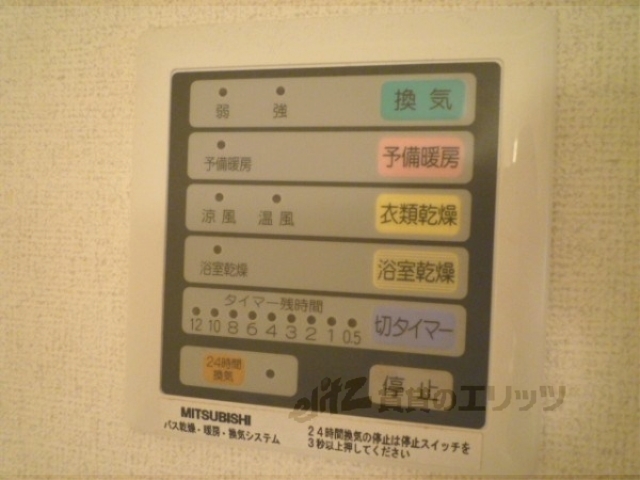 弱 強 換気
予備暖房 予備暖房
涼風 温風 衣類乾燥
浴室乾燥 浴室乾燥
タイマー残時間
12 10 8 6 4 3 2 1 0.5 切タイマー
24時間
換気
停止
elitz 賃貸のエリッツ
MITSUBISHI
バス乾燥・暖房・換気システム
24時間換気の停止は停止スイッチを
3秒以上押してください